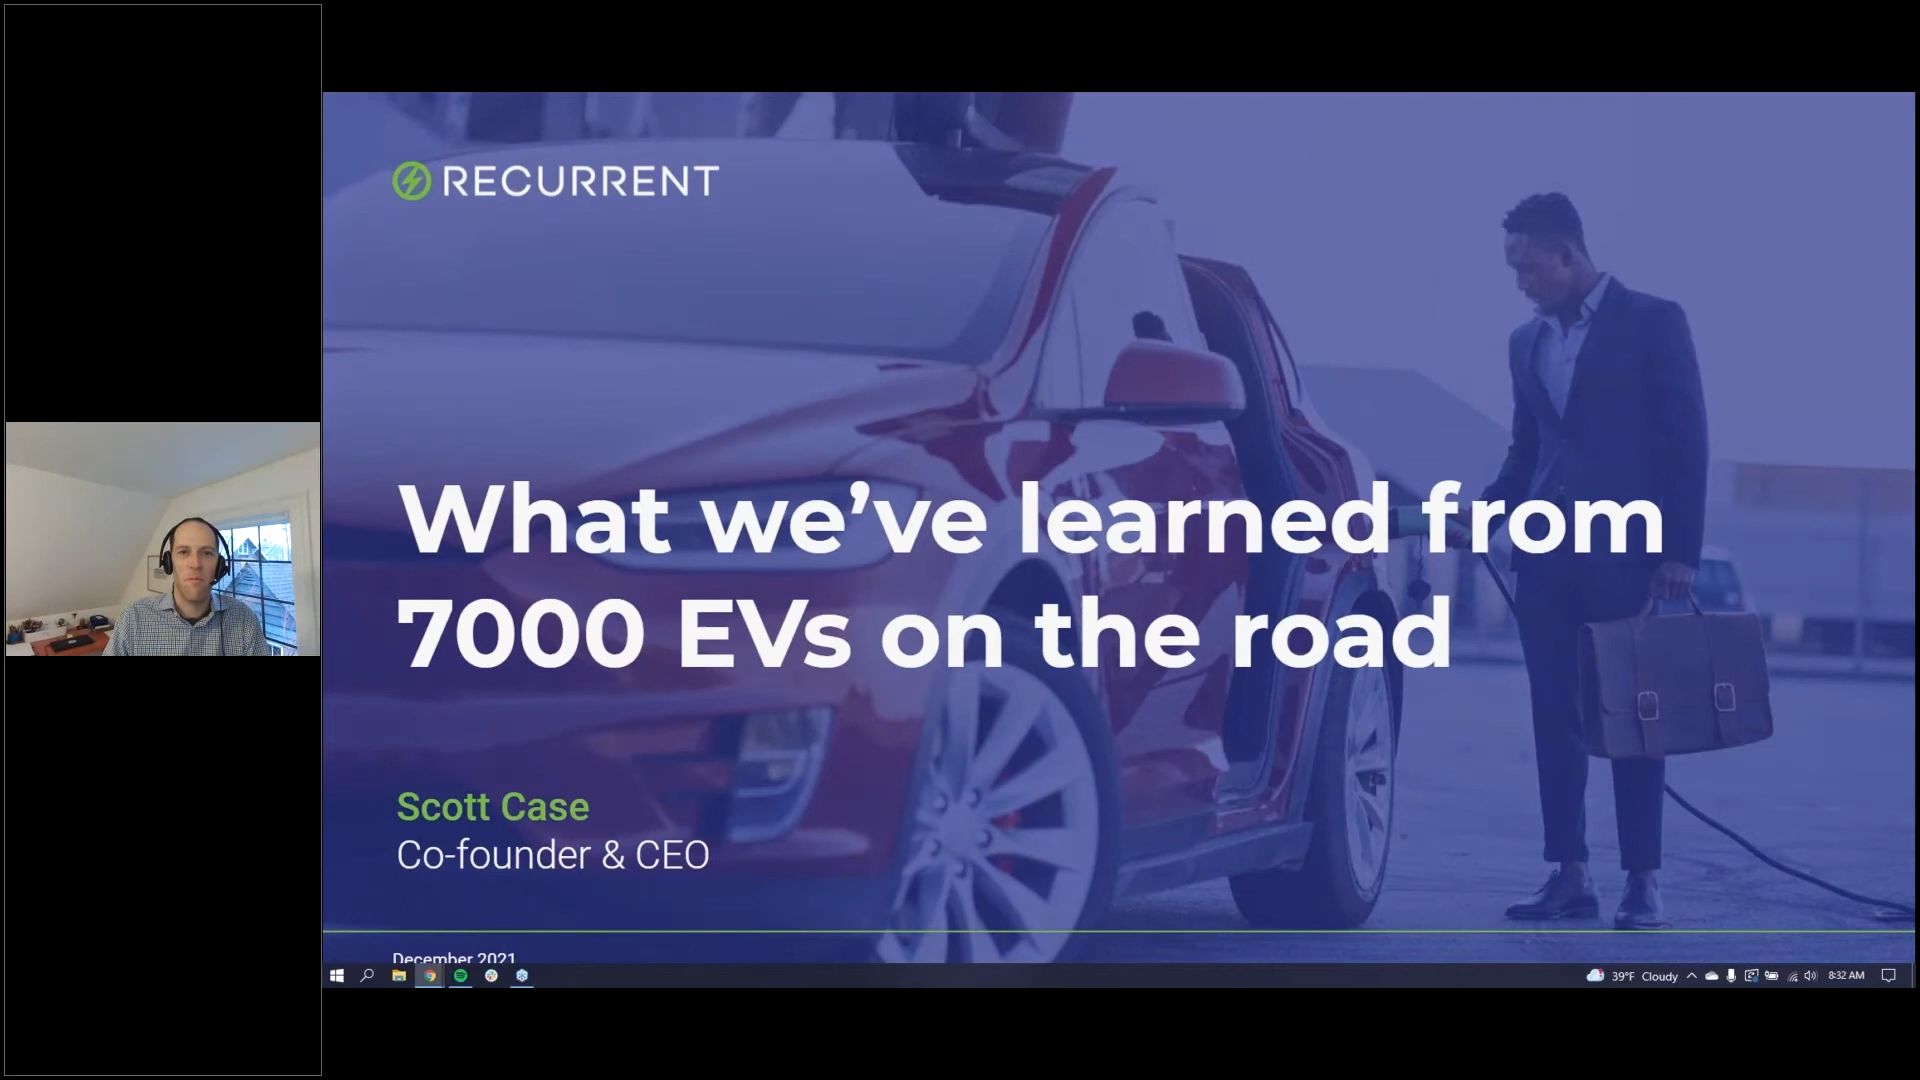 RECURRENT
What we’ve learned from
7000 EVs on the road
Scott Case
Co-founder & CEO
December 2021
39°F Cloudy
8:32 AM